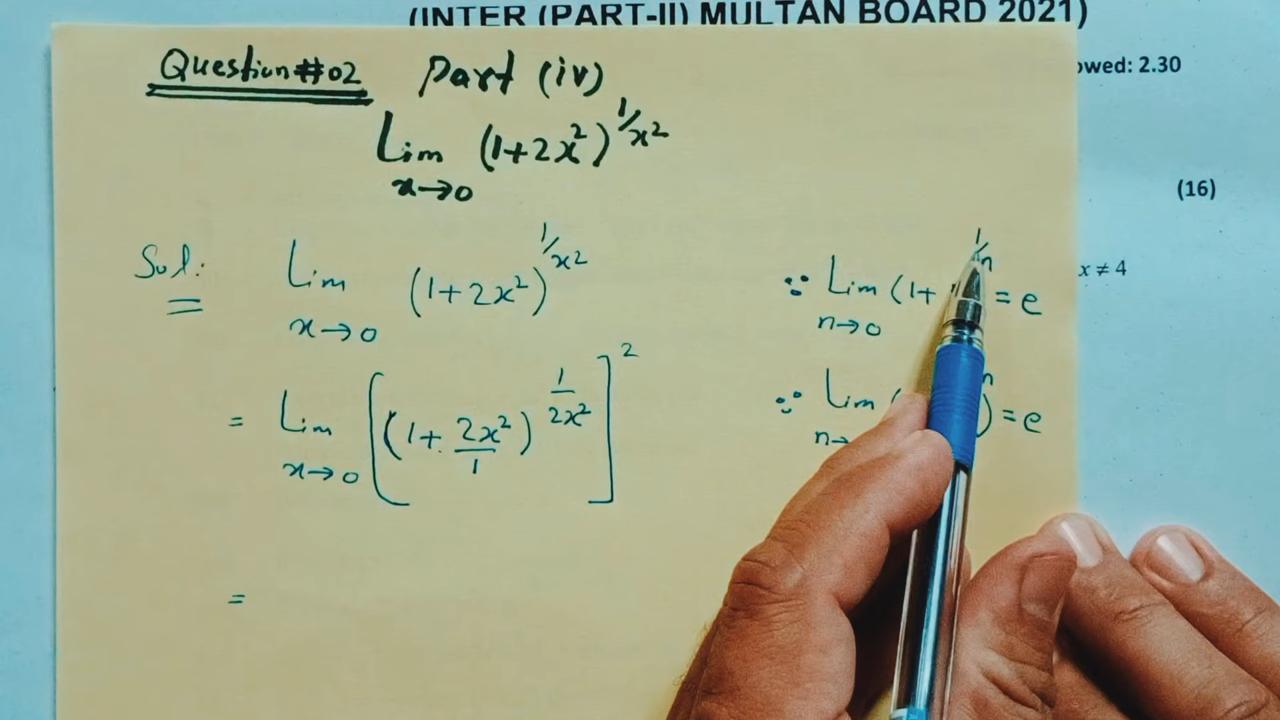 (INTER (PART-II) MULTAN BOARD 2021)
owed: 2.30
Question#02 Part (iv)
Lim (1+2x²)^1/x²
x→0
(16)
Sol: Lim (1+2x²)^1/x²
x→0
∵ Lim (1+ )^1/n = e
n→0
x ≠ 4
= Lim [(1+ 2x²/1)^1/2x²]²
x→0
∵ Lim ( )^n = e
n→
=